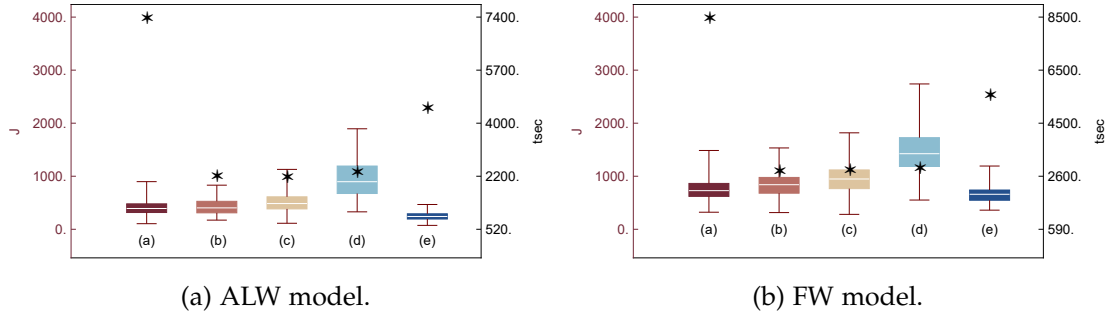 4000.
3000.
2000.
1000.
0.
J
(a)
(b)
(c)
(d)
(e)
7400.
5700.
4000.
2200.
520.
tsec
(a) ALW model.
4000.
3000.
2000.
1000.
0.
J
(a)
(b)
(c)
(d)
(e)
8500.
6500.
4500.
2600.
590.
tsec
(b) FW model.